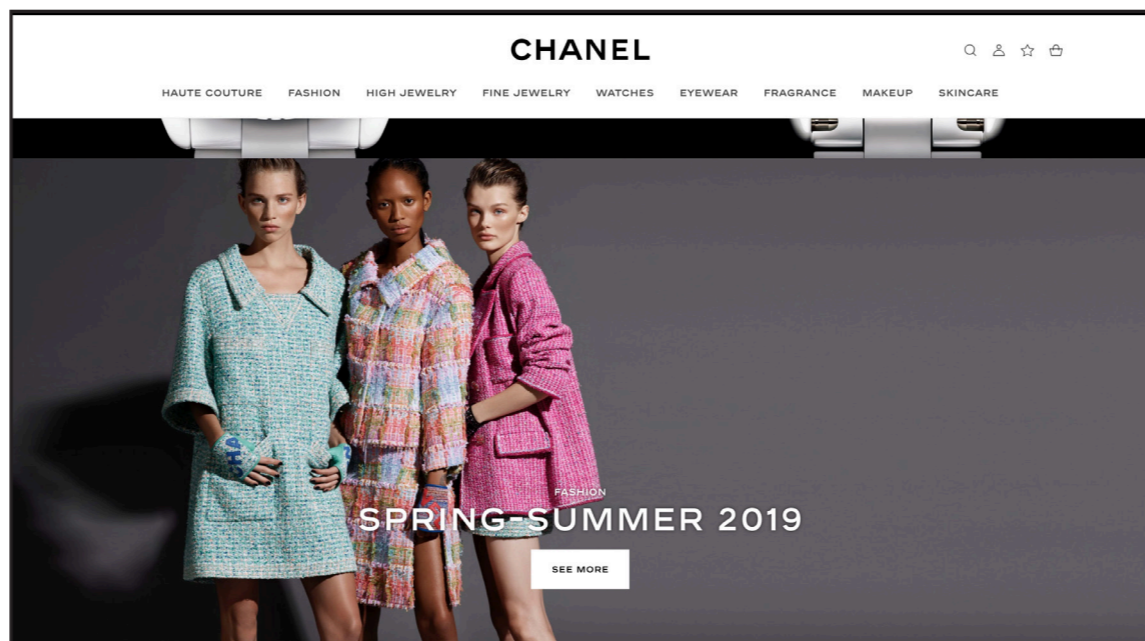 CHANEL
HAUTE COUTURE FASHION HIGH JEWELRY FINE JEWELRY WATCHES EYEWEAR FRAGRANCE MAKEUP SKINCARE
CHA
FASHION
SPRING-SUMMER 2019
SEE MORE